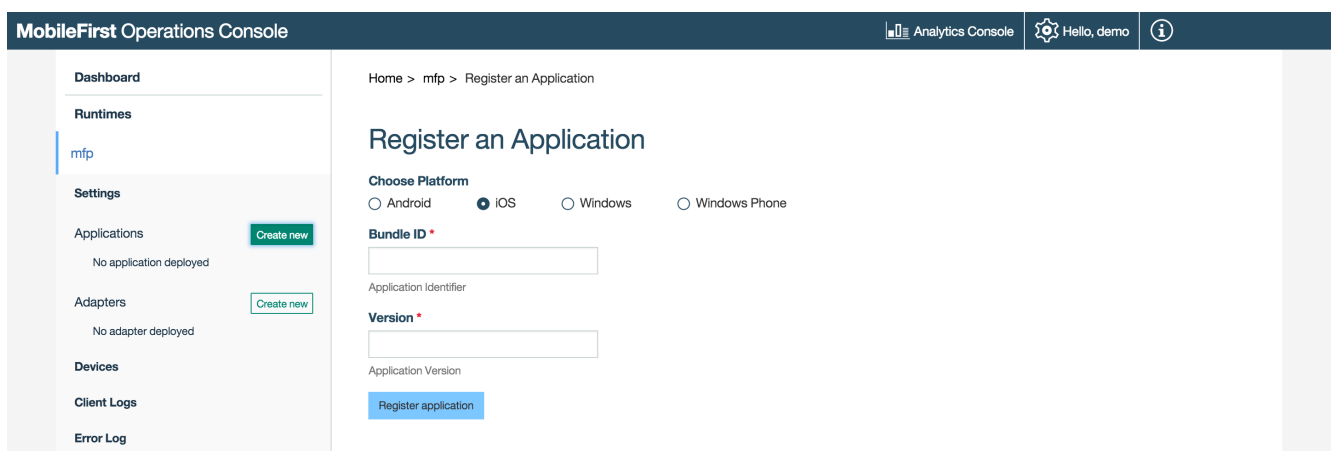 MobileFirst Operations Console
Analytics Console
Hello, demo
Dashboard
Runtimes
mfp
Settings
Applications Create new
No application deployed
Adapters Create new
No adapter deployed
Devices
Client Logs
Error Log
Home > mfp > Register an Application
Register an Application
Choose Platform
Android iOS Windows Windows Phone
Bundle ID *
Application Identifier
Version *
Application Version
Register application